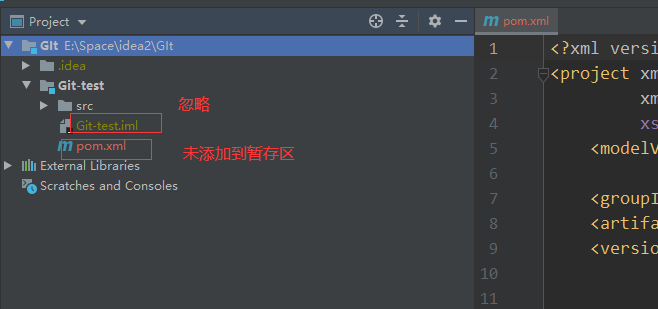 Project
GIt E:\Space\idea2\GIt
.idea
Git-test
src
忽略
Git-test.iml
pom.xml
未添加到暂存区
External Libraries
Scratches and Consoles
pom.xml
1 <?xml versi
2 <project xm
3 xm
4 xs
5 <modelV
6
7 <groupI
8 <artifa
9 <versio
10
11